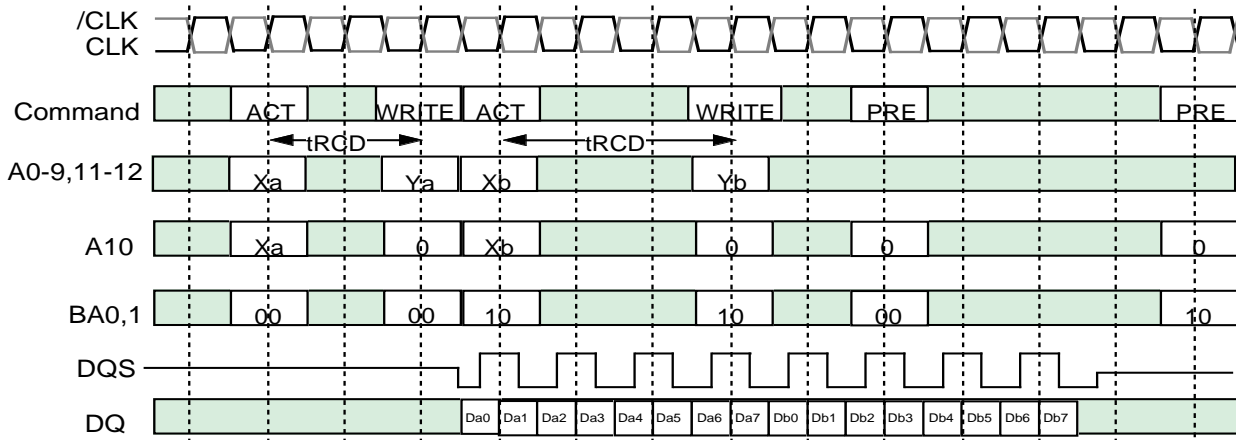 /CLK
CLK
Command ACT WRITE ACT WRITE PRE PRE
tRCD tRCD
A0-9,11-12 Xa Ya Xb Yb
A10 Xa 0 Xb 0 0 0
BA0,1 00 00 10 10 00 10
DQS
DQ Da0 Da1 Da2 Da3 Da4 Da5 Da6 Da7 Db0 Db1 Db2 Db3 Db4 Db5 Db6 Db7